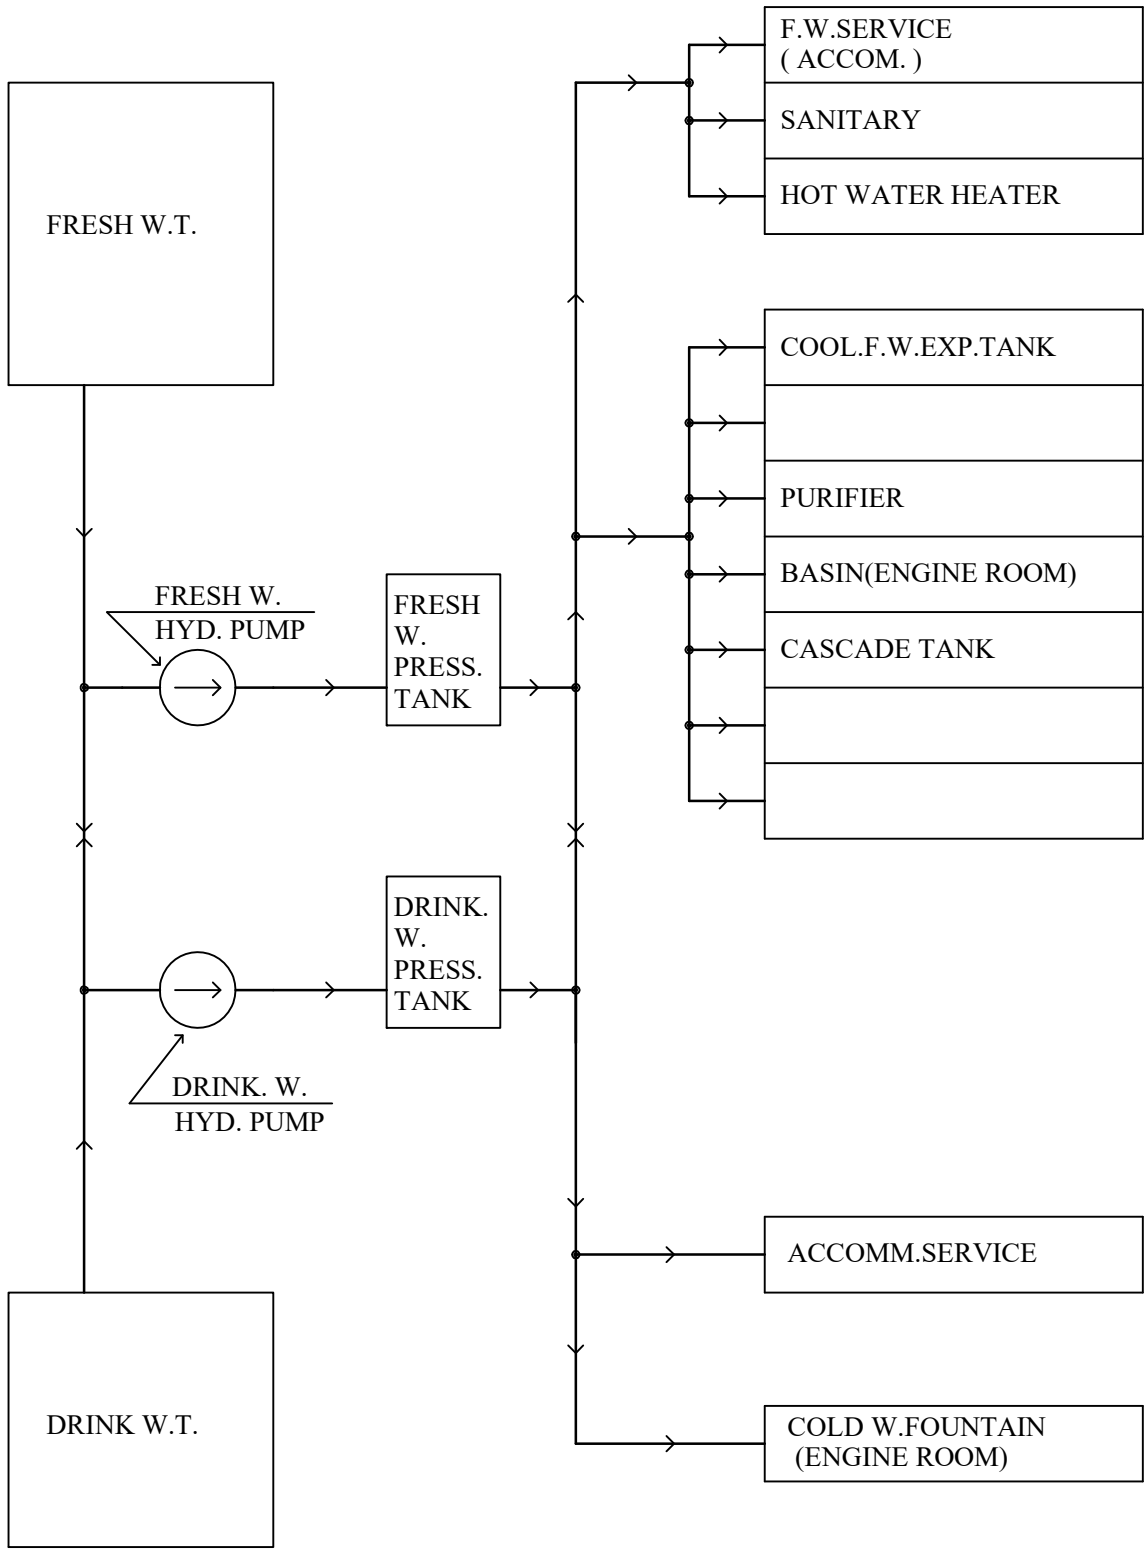 F.W.SERVICE
( ACCOM. )
SANITARY
HOT WATER HEATER
FRESH W.T.
COOL.F.W.EXP.TANK
PURIFIER
BASIN(ENGINE ROOM)
CASCADE TANK
FRESH W.
HYD. PUMP
FRESH
W.
PRESS.
TANK
DRINK.
W.
PRESS.
TANK
DRINK. W.
HYD. PUMP
ACCOMM.SERVICE
DRINK W.T.
COLD W.FOUNTAIN
(ENGINE ROOM)